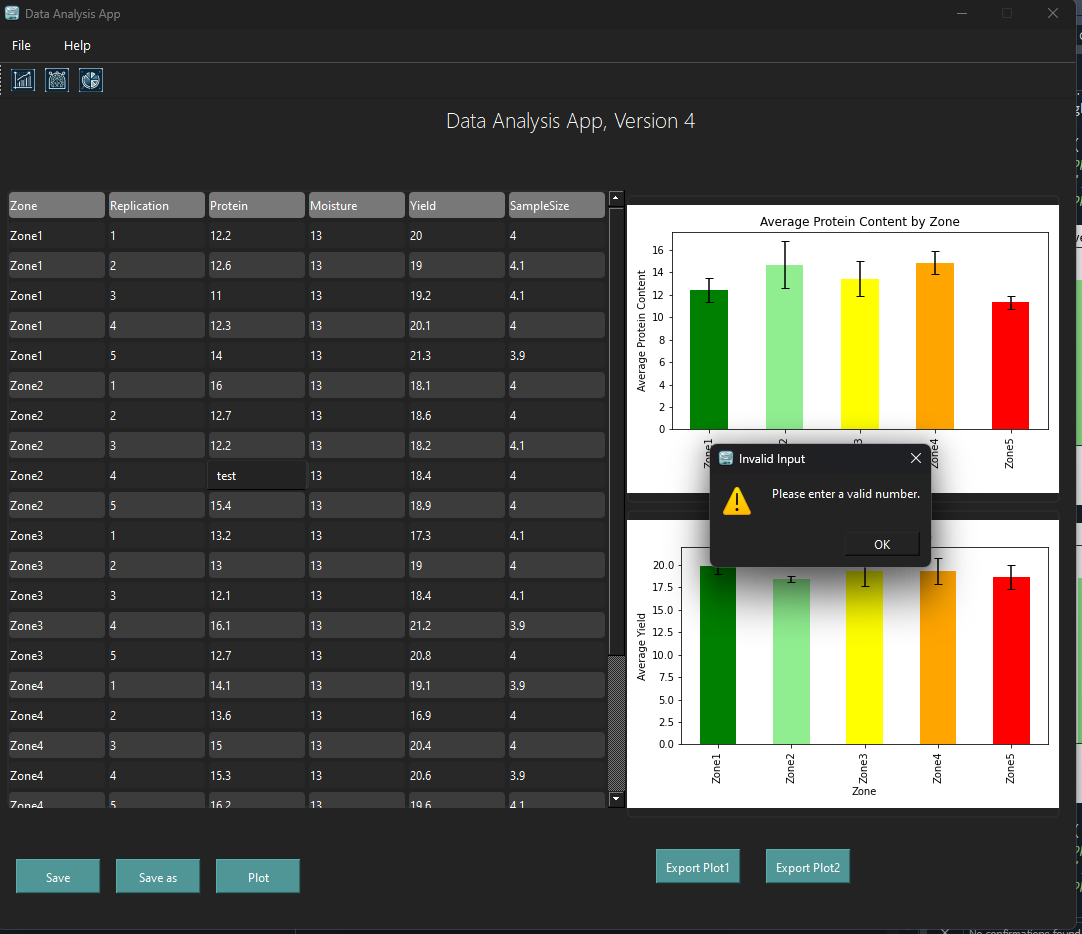 Data Analysis App
File Help
Data Analysis App, Version 4
Zone Replication Protein Moisture Yield SampleSize
Zone1 1 12.2 13 20 4
Zone1 2 12.6 13 19 4.1
Zone1 3 11 13 19.2 4.1
Zone1 4 12.3 13 20.1 4
Zone1 5 14 13 21.3 3.9
Zone2 1 16 13 18.1 4
Zone2 2 12.7 13 18.6 4
Zone2 3 12.2 13 18.2 4.1
Zone2 4 test 13 18.4 4
Zone2 5 15.4 13 18.9 4
Zone3 1 13.2 13 17.3 4.1
Zone3 2 13 13 19 4
Zone3 3 12.1 13 18.4 4.1
Zone3 4 16.1 13 21.2 3.9
Zone3 5 12.7 13 20.8 4
Zone4 1 14.1 13 19.1 3.9
Zone4 2 13.6 13 16.9 4
Zone4 3 15 13 20.4 4
Zone4 4 15.3 13 20.6 3.9
Zone4 5 16.2 13 19.6 4.1
Average Protein Content by Zone
Average Protein Content
16
14
12
10
8
6
4
2
0
Zone1
2
3
Zone4
Zone5
Invalid Input
Please enter a valid number.
OK
Average Yield
20.0
17.5
15.0
12.5
10.0
7.5
5.0
2.5
0.0
Zone1
Zone2
Zone3
Zone4
Zone5
Zone
Save Save as Plot
Export Plot1 Export Plot2